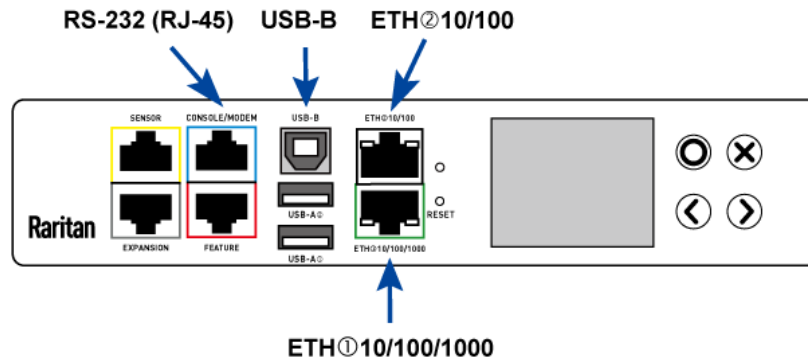 RS-232 (RJ-45) USB-B ETH②10/100
SENSOR CONSOLE/MODEM USB-B ETH②10/100
Raritan
RESET
USB-A②
EXPANSION FEATURE USB-A① ETH①10/100/1000
ETH①10/100/1000